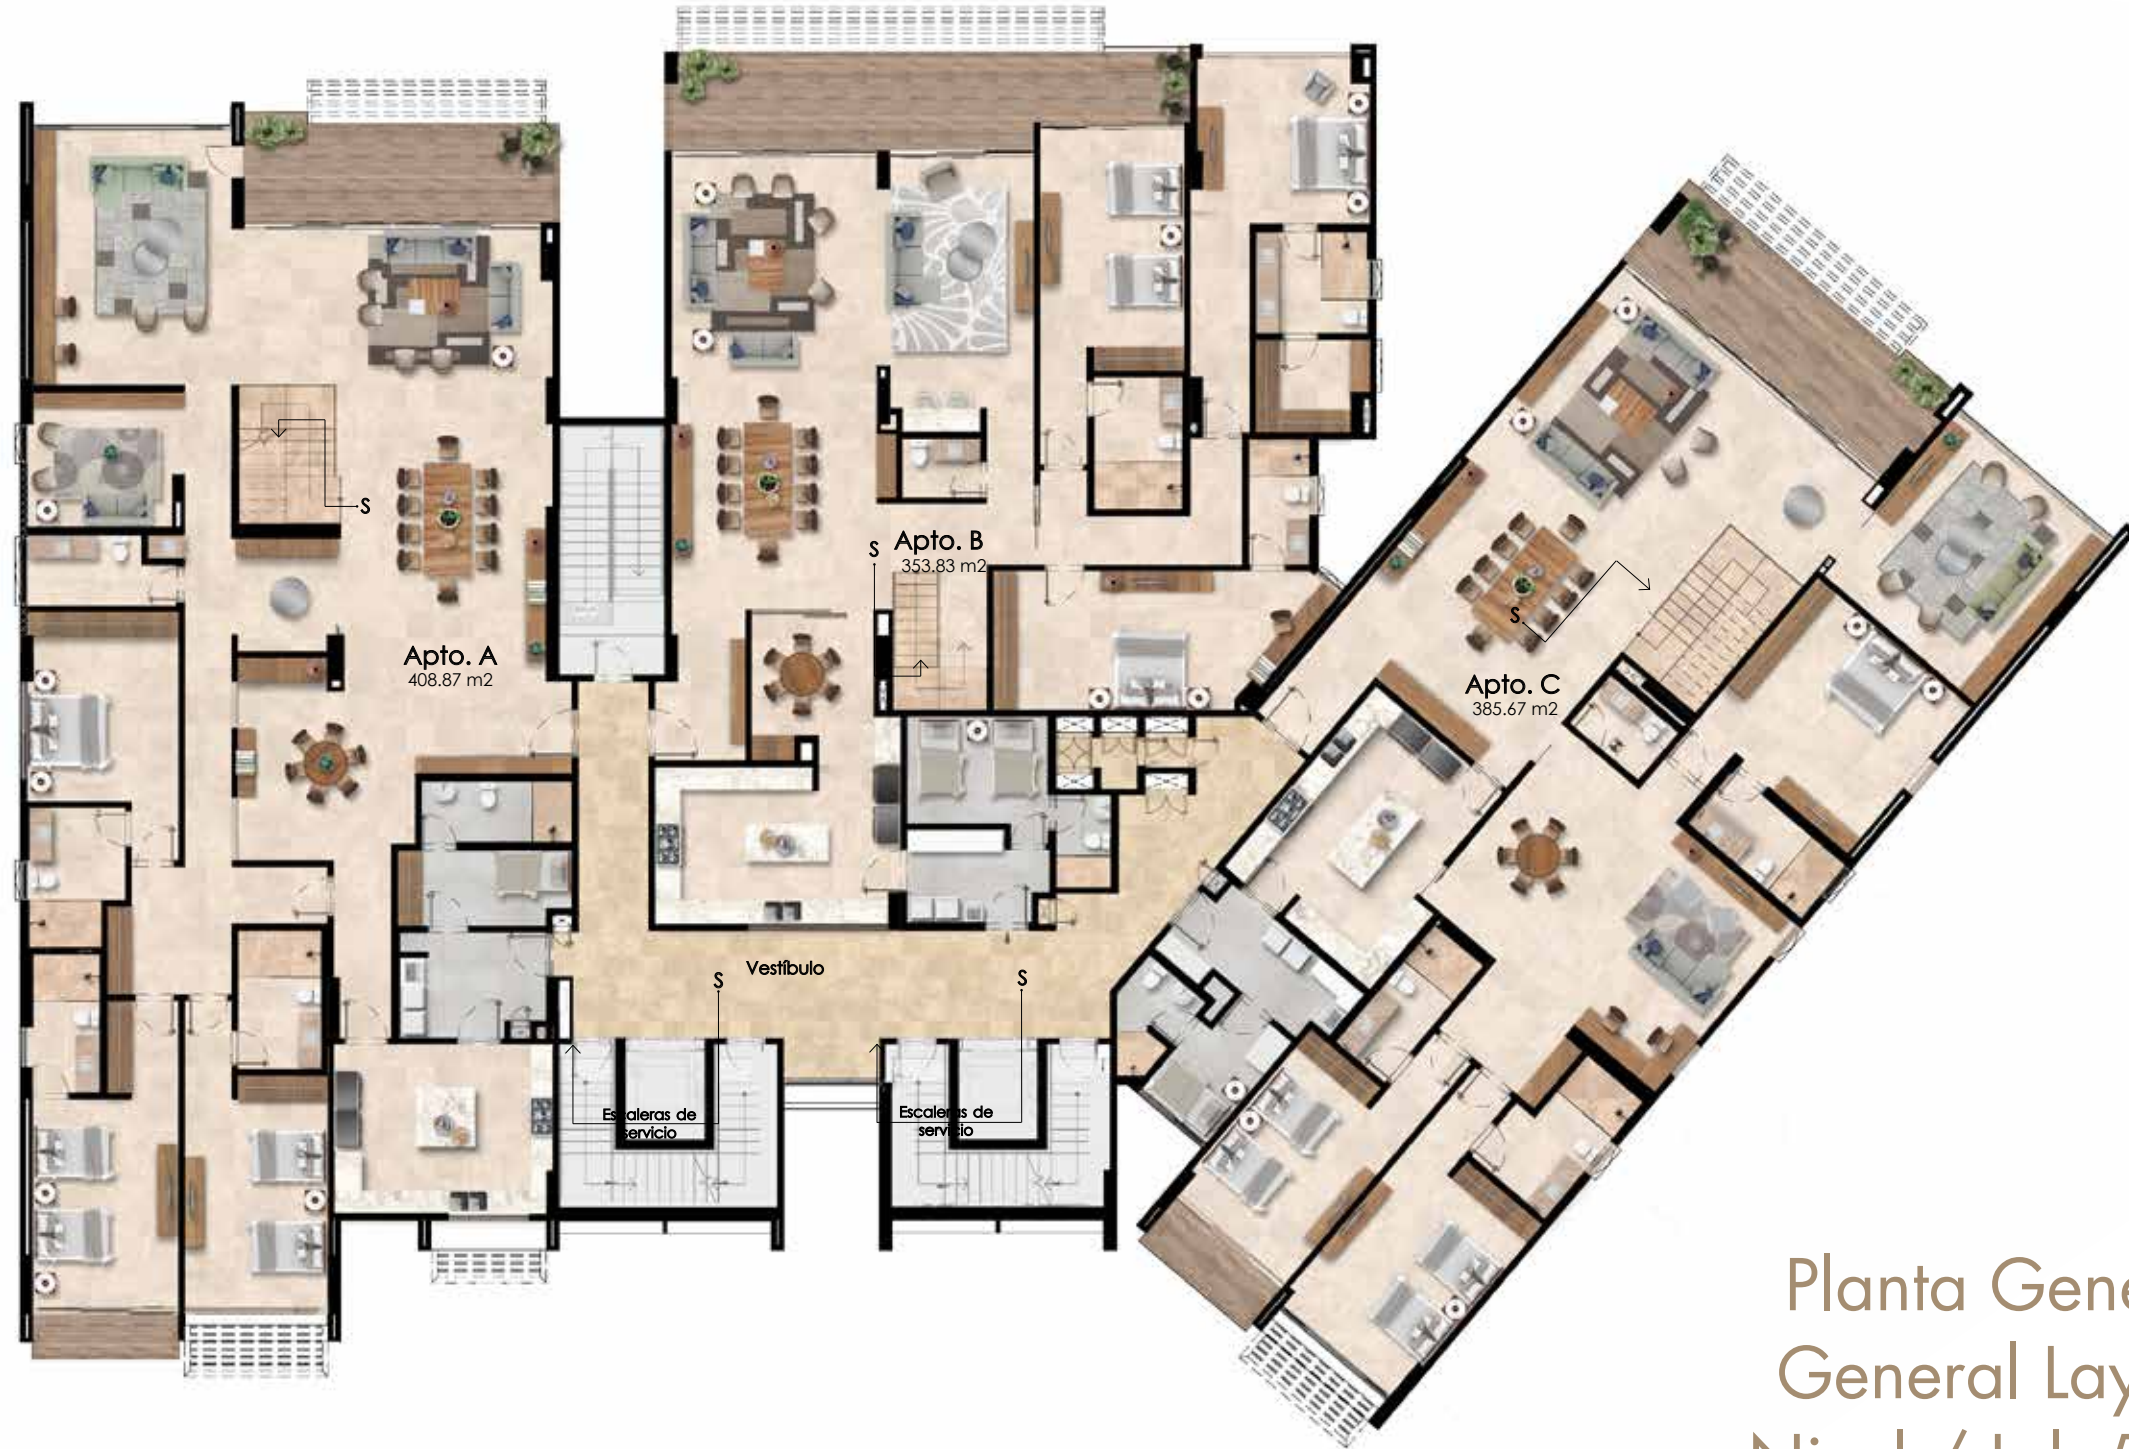 S
Apto. B
353.83 m2
S
Apto. A
408.87 m2
S
Apto. C
385.67 m2
Vestíbulo
S
S
Escaleras de
servicio
Escaleras de
servicio
Planta Gene
General Lay